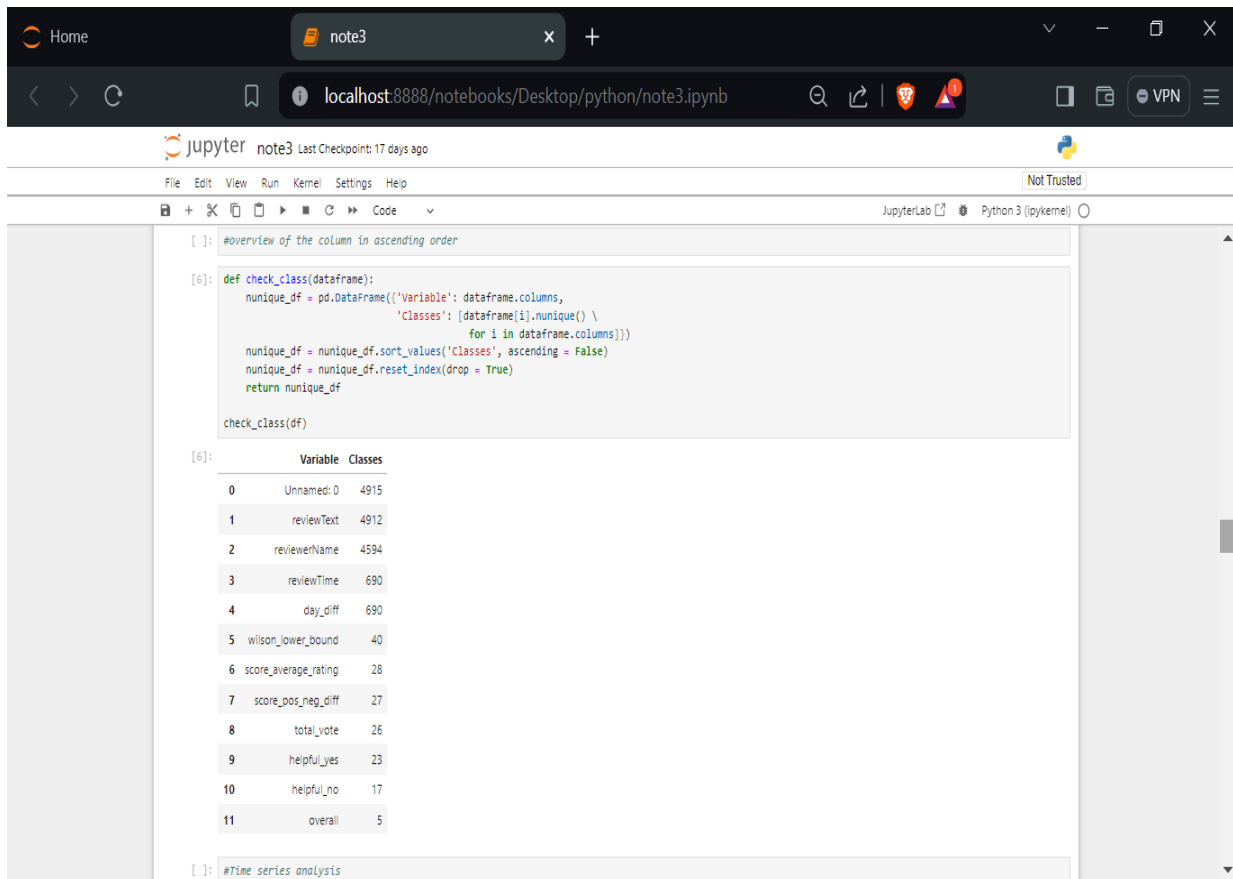 Home
note3
localhost:8888/notebooks/Desktop/python/note3.ipynb
1
VPN
jupyter note3 Last Checkpoint: 17 days ago
File Edit View Run Kernel Settings Help
Not Trusted
Code
JupyterLab
Python 3 (ipykernel)
[ ]: #overview of the column in ascending order
[6]: def check_class(dataframe):
    nunique_df = pd.DataFrame({'Variable': dataframe.columns,
                               'Classes': [dataframe[i].nunique() \
                                           for i in dataframe.columns]})
    nunique_df = nunique_df.sort_values('Classes', ascending = False)
    nunique_df = nunique_df.reset_index(drop = True)
    return nunique_df
check_class(df)
[6]:
Variable Classes
0 Unnamed: 0 4915
1 reviewText 4912
2 reviewerName 4594
3 reviewTime 690
4 day_diff 690
5 wilson_lower_bound 40
6 score_average_rating 28
7 score_pos_neg_diff 27
8 total_vote 26
9 helpful_yes 23
10 helpful_no 17
11 overall 5
[ ]: #Time series analysis